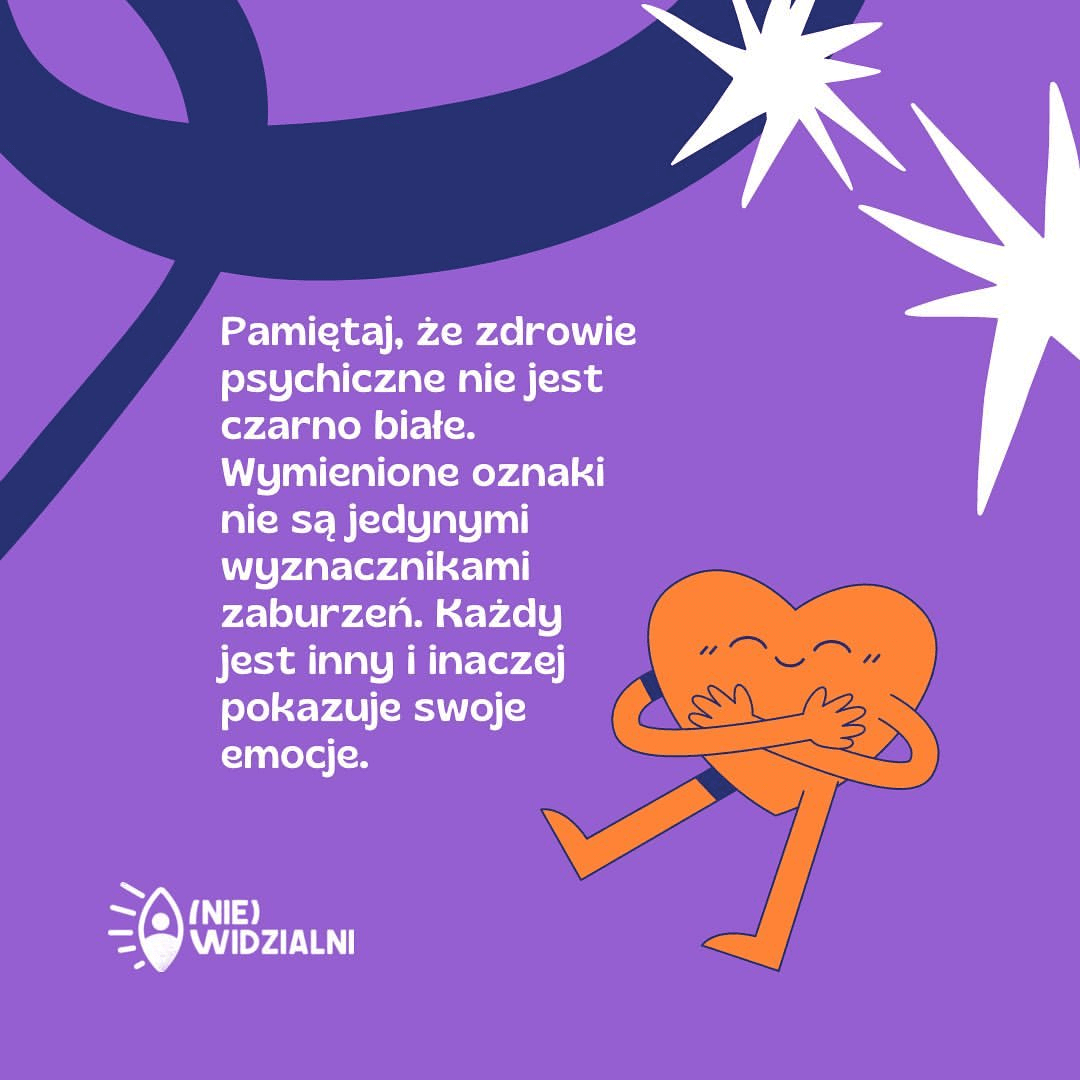 Pamiętaj, że zdrowie
psychiczne nie jest
czarno białe.
Wymienione oznaki
nie są jedynymi
wyznacznikami
zaburzeń. Każdy
jest inny i inaczej
pokazuje swoje
emocje.
(NIE)
WIDZIALNI